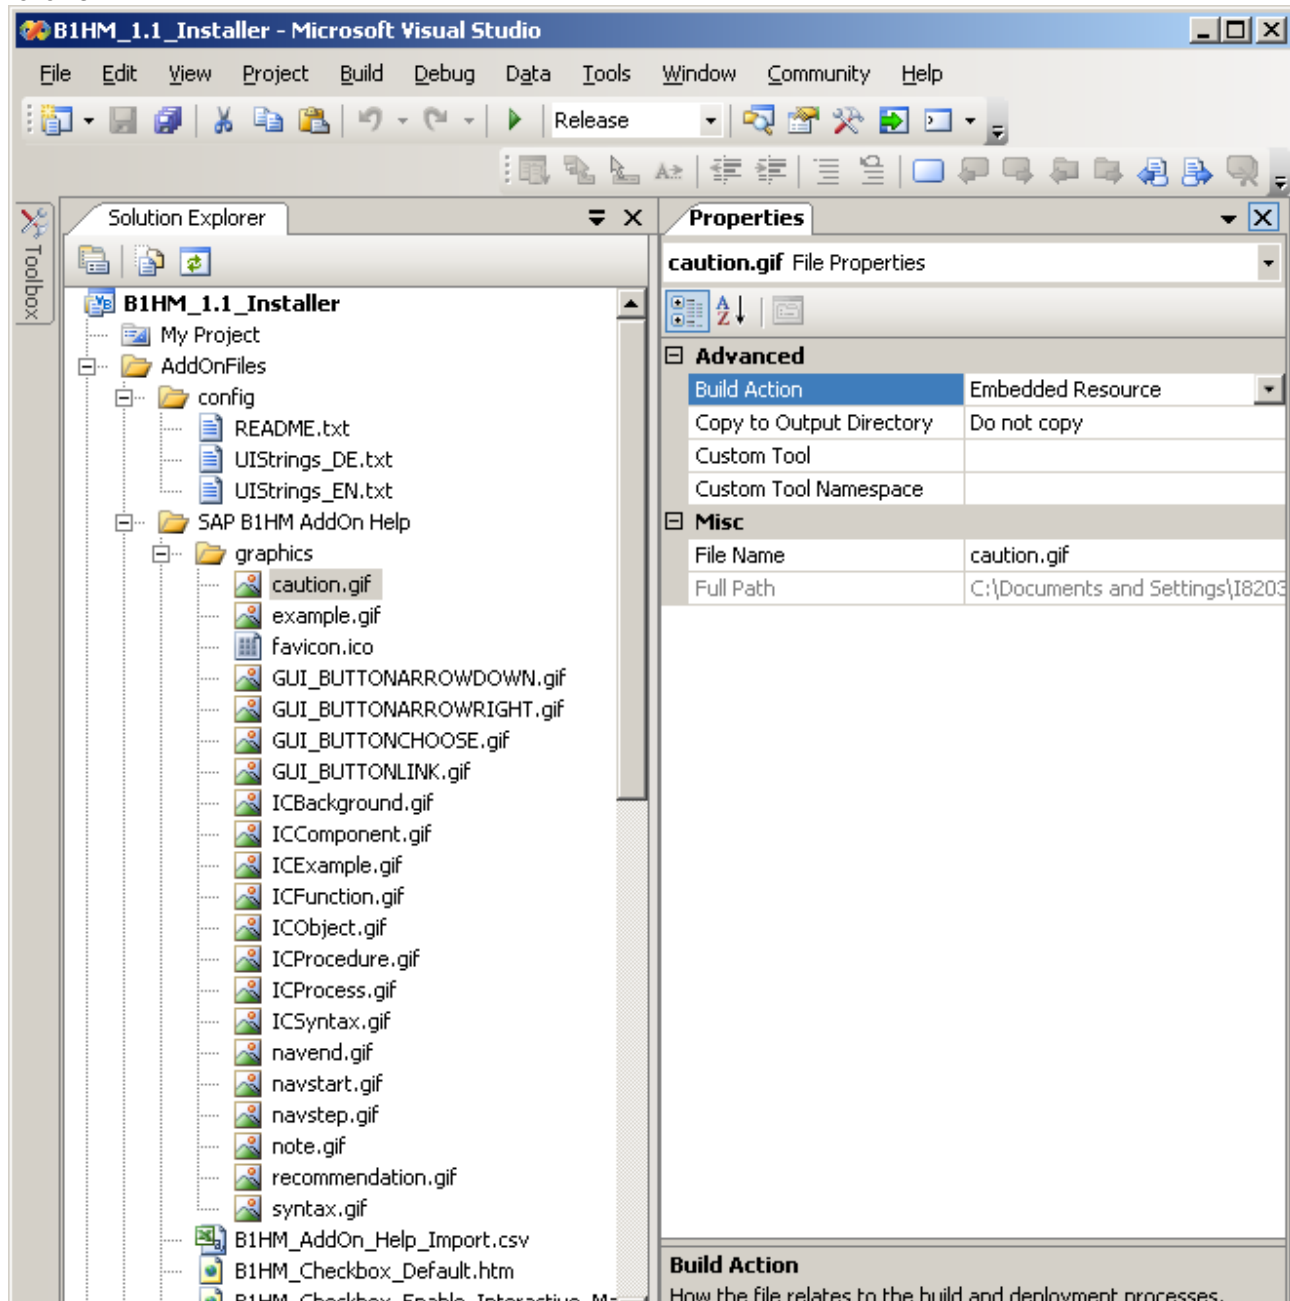 B1HM_1.1_Installer - Microsoft Visual Studio
File Edit View Project Build Debug Data Tools Window Community Help
Release
Toolbox
Solution Explorer
B1HM_1.1_Installer
My Project
AddOnFiles
config
README.txt
UIStrings_DE.txt
UIStrings_EN.txt
SAP B1HM AddOn Help
graphics
caution.gif
example.gif
favicon.ico
GUI_BUTTONARROWDOWN.gif
GUI_BUTTONARROWRIGHT.gif
GUI_BUTTONCHOOSE.gif
GUI_BUTTONLINK.gif
ICBackground.gif
ICComponent.gif
ICExample.gif
ICFunction.gif
ICObject.gif
ICProcedure.gif
ICProcess.gif
ICSyntax.gif
navend.gif
navstart.gif
navstep.gif
note.gif
recommendation.gif
syntax.gif
B1HM_AddOn_Help_Import.csv
B1HM_Checkbox_Default.htm
B1HM_Checkbox_Enable_Interactive_Ma
Properties
caution.gif File Properties
Advanced
Build Action Embedded Resource
Copy to Output Directory Do not copy
Custom Tool
Custom Tool Namespace
Misc
File Name caution.gif
Full Path C:\Documents and Settings\I8203
Build Action
How the file relates to the build and deployment processes.